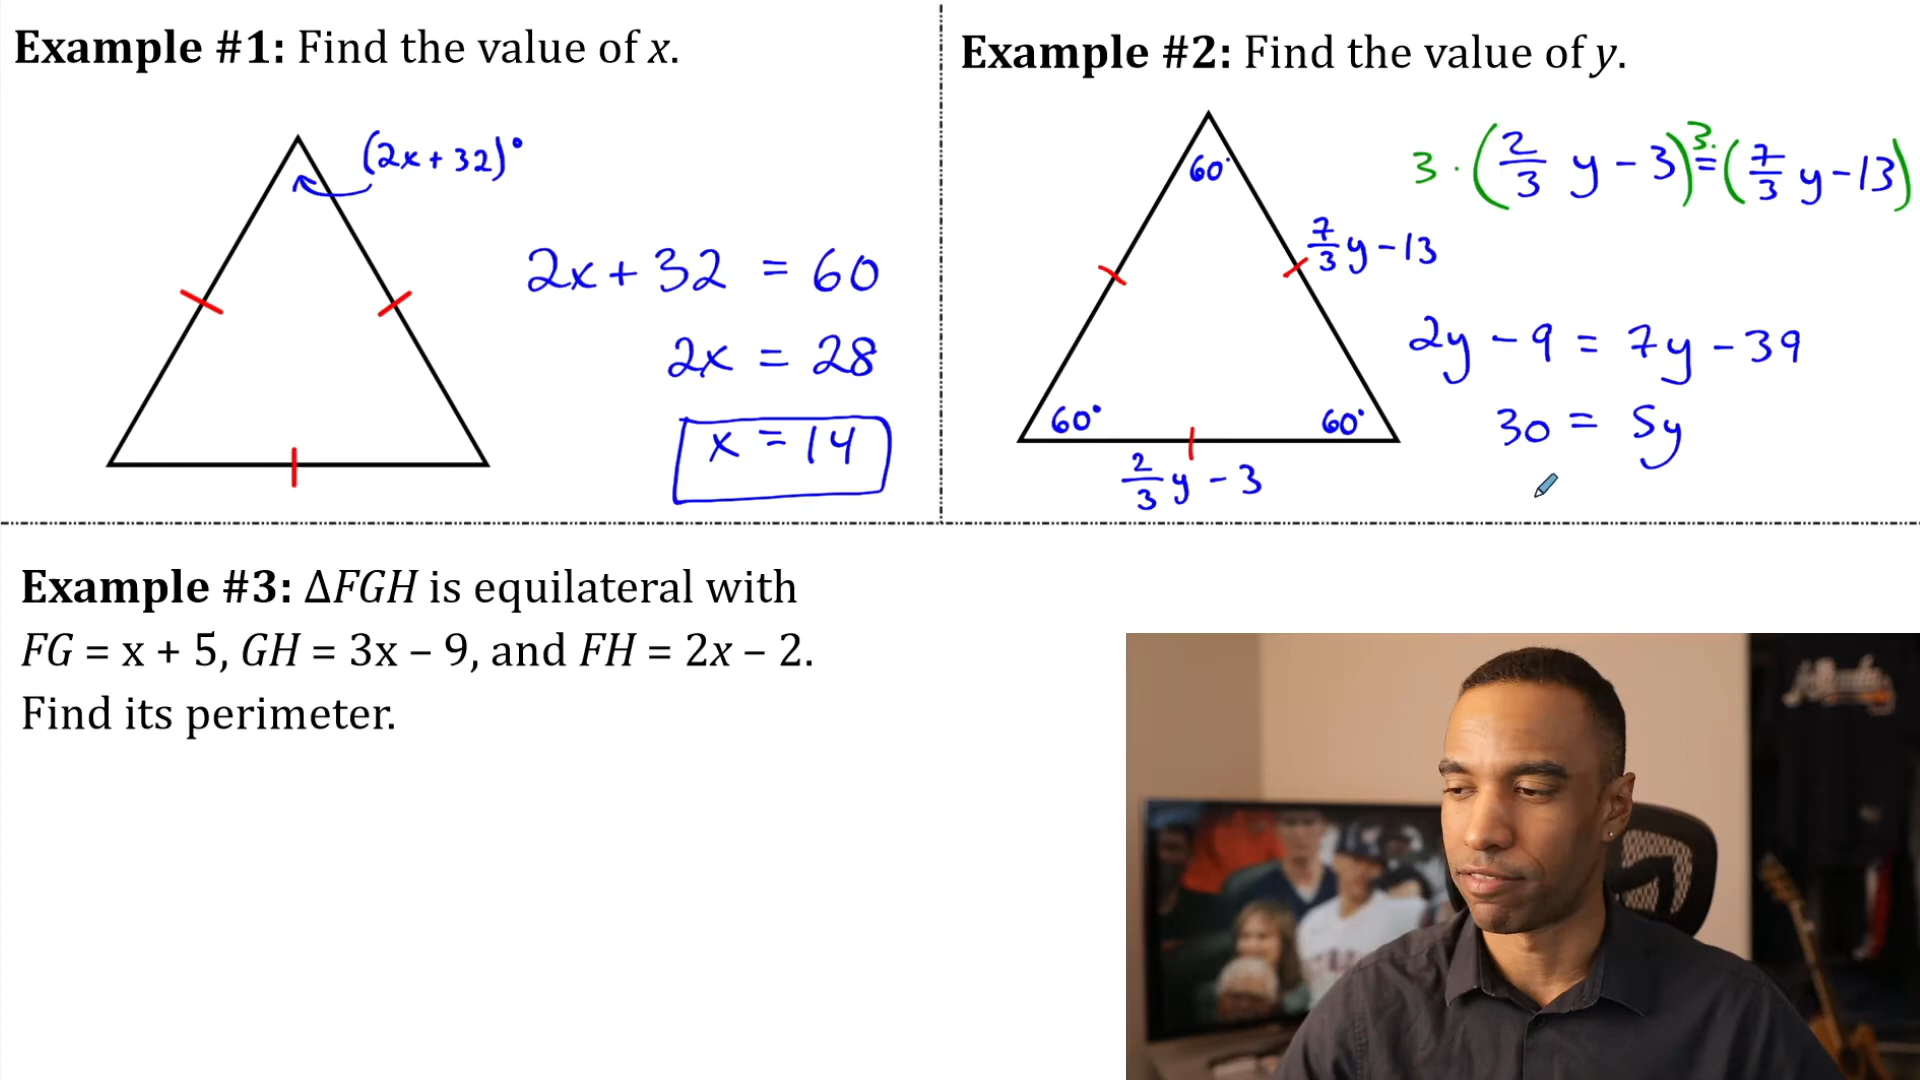 Example #1: Find the value of x.
(2x+32)°
2x+32 = 60
2x = 28
x = 14
Example #2: Find the value of y.
3·(2/3 y − 3) = 3·(7/3 y − 13)
60°
7/3 y − 13
60°
60°
2/3 y − 3
2y − 9 = 7y − 39
30 = 5y
Example #3: ΔFGH is equilateral with
FG = x + 5, GH = 3x – 9, and FH = 2x – 2.
Find its perimeter.